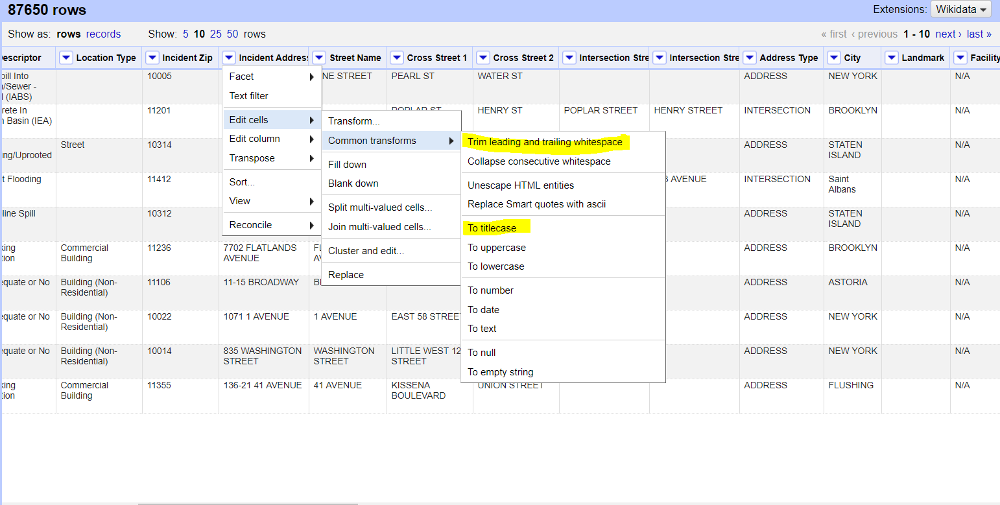 87650 rows
Extensions: Wikidata
Show as: rows records Show: 5 10 25 50 rows
« first ‹ previous 1 - 10 next › last »
escriptor Location Type Incident Zip Incident Address Street Name Cross Street 1 Cross Street 2 Intersection Stre Intersection Stre Address Type City Landmark Facility
pill Into 10005 NE STREET PEARL ST WATER ST ADDRESS NEW YORK N/A
n/Sewer -
l (IABS)
rete In 11201 POPLAR ST HENRY ST POPLAR STREET HENRY STREET INTERSECTION BROOKLYN N/A
n Basin (IEA)
Street 10314 ADDRESS STATEN N/A
ing/Uprooted ISLAND
t Flooding 11412 3 AVENUE INTERSECTION Saint N/A
Albans
line Spill 10312 ADDRESS STATEN N/A
ISLAND
king Commercial 11236 7702 FLATLANDS FL ADDRESS BROOKLYN N/A
tion Building AVENUE AV
equate or No Building (Non- 11106 11-15 BROADWAY ADDRESS ASTORIA N/A
Residential)
equate or No Building (Non- 10022 1071 1 AVENUE 1 AVENUE EAST 58 STREET ADDRESS NEW YORK N/A
Residential)
equate or No Building (Non- 10014 835 WASHINGTON WASHINGTON LITTLE WEST 12 ADDRESS NEW YORK N/A
Residential) STREET STREET STREET
king Commercial 11355 136-21 41 AVENUE 41 AVENUE KISSENA UNION STREET ADDRESS FLUSHING N/A
tion Building BOULEVARD
Facet
Text filter
Edit cells
Edit column
Transpose
Sort...
View
Reconcile
Transform...
Common transforms
Fill down
Blank down
Split multi-valued cells...
Join multi-valued cells...
Cluster and edit...
Replace
Trim leading and trailing whitespace
Collapse consecutive whitespace
Unescape HTML entities
Replace Smart quotes with ascii
To titlecase
To uppercase
To lowercase
To number
To date
To text
To null
To empty string